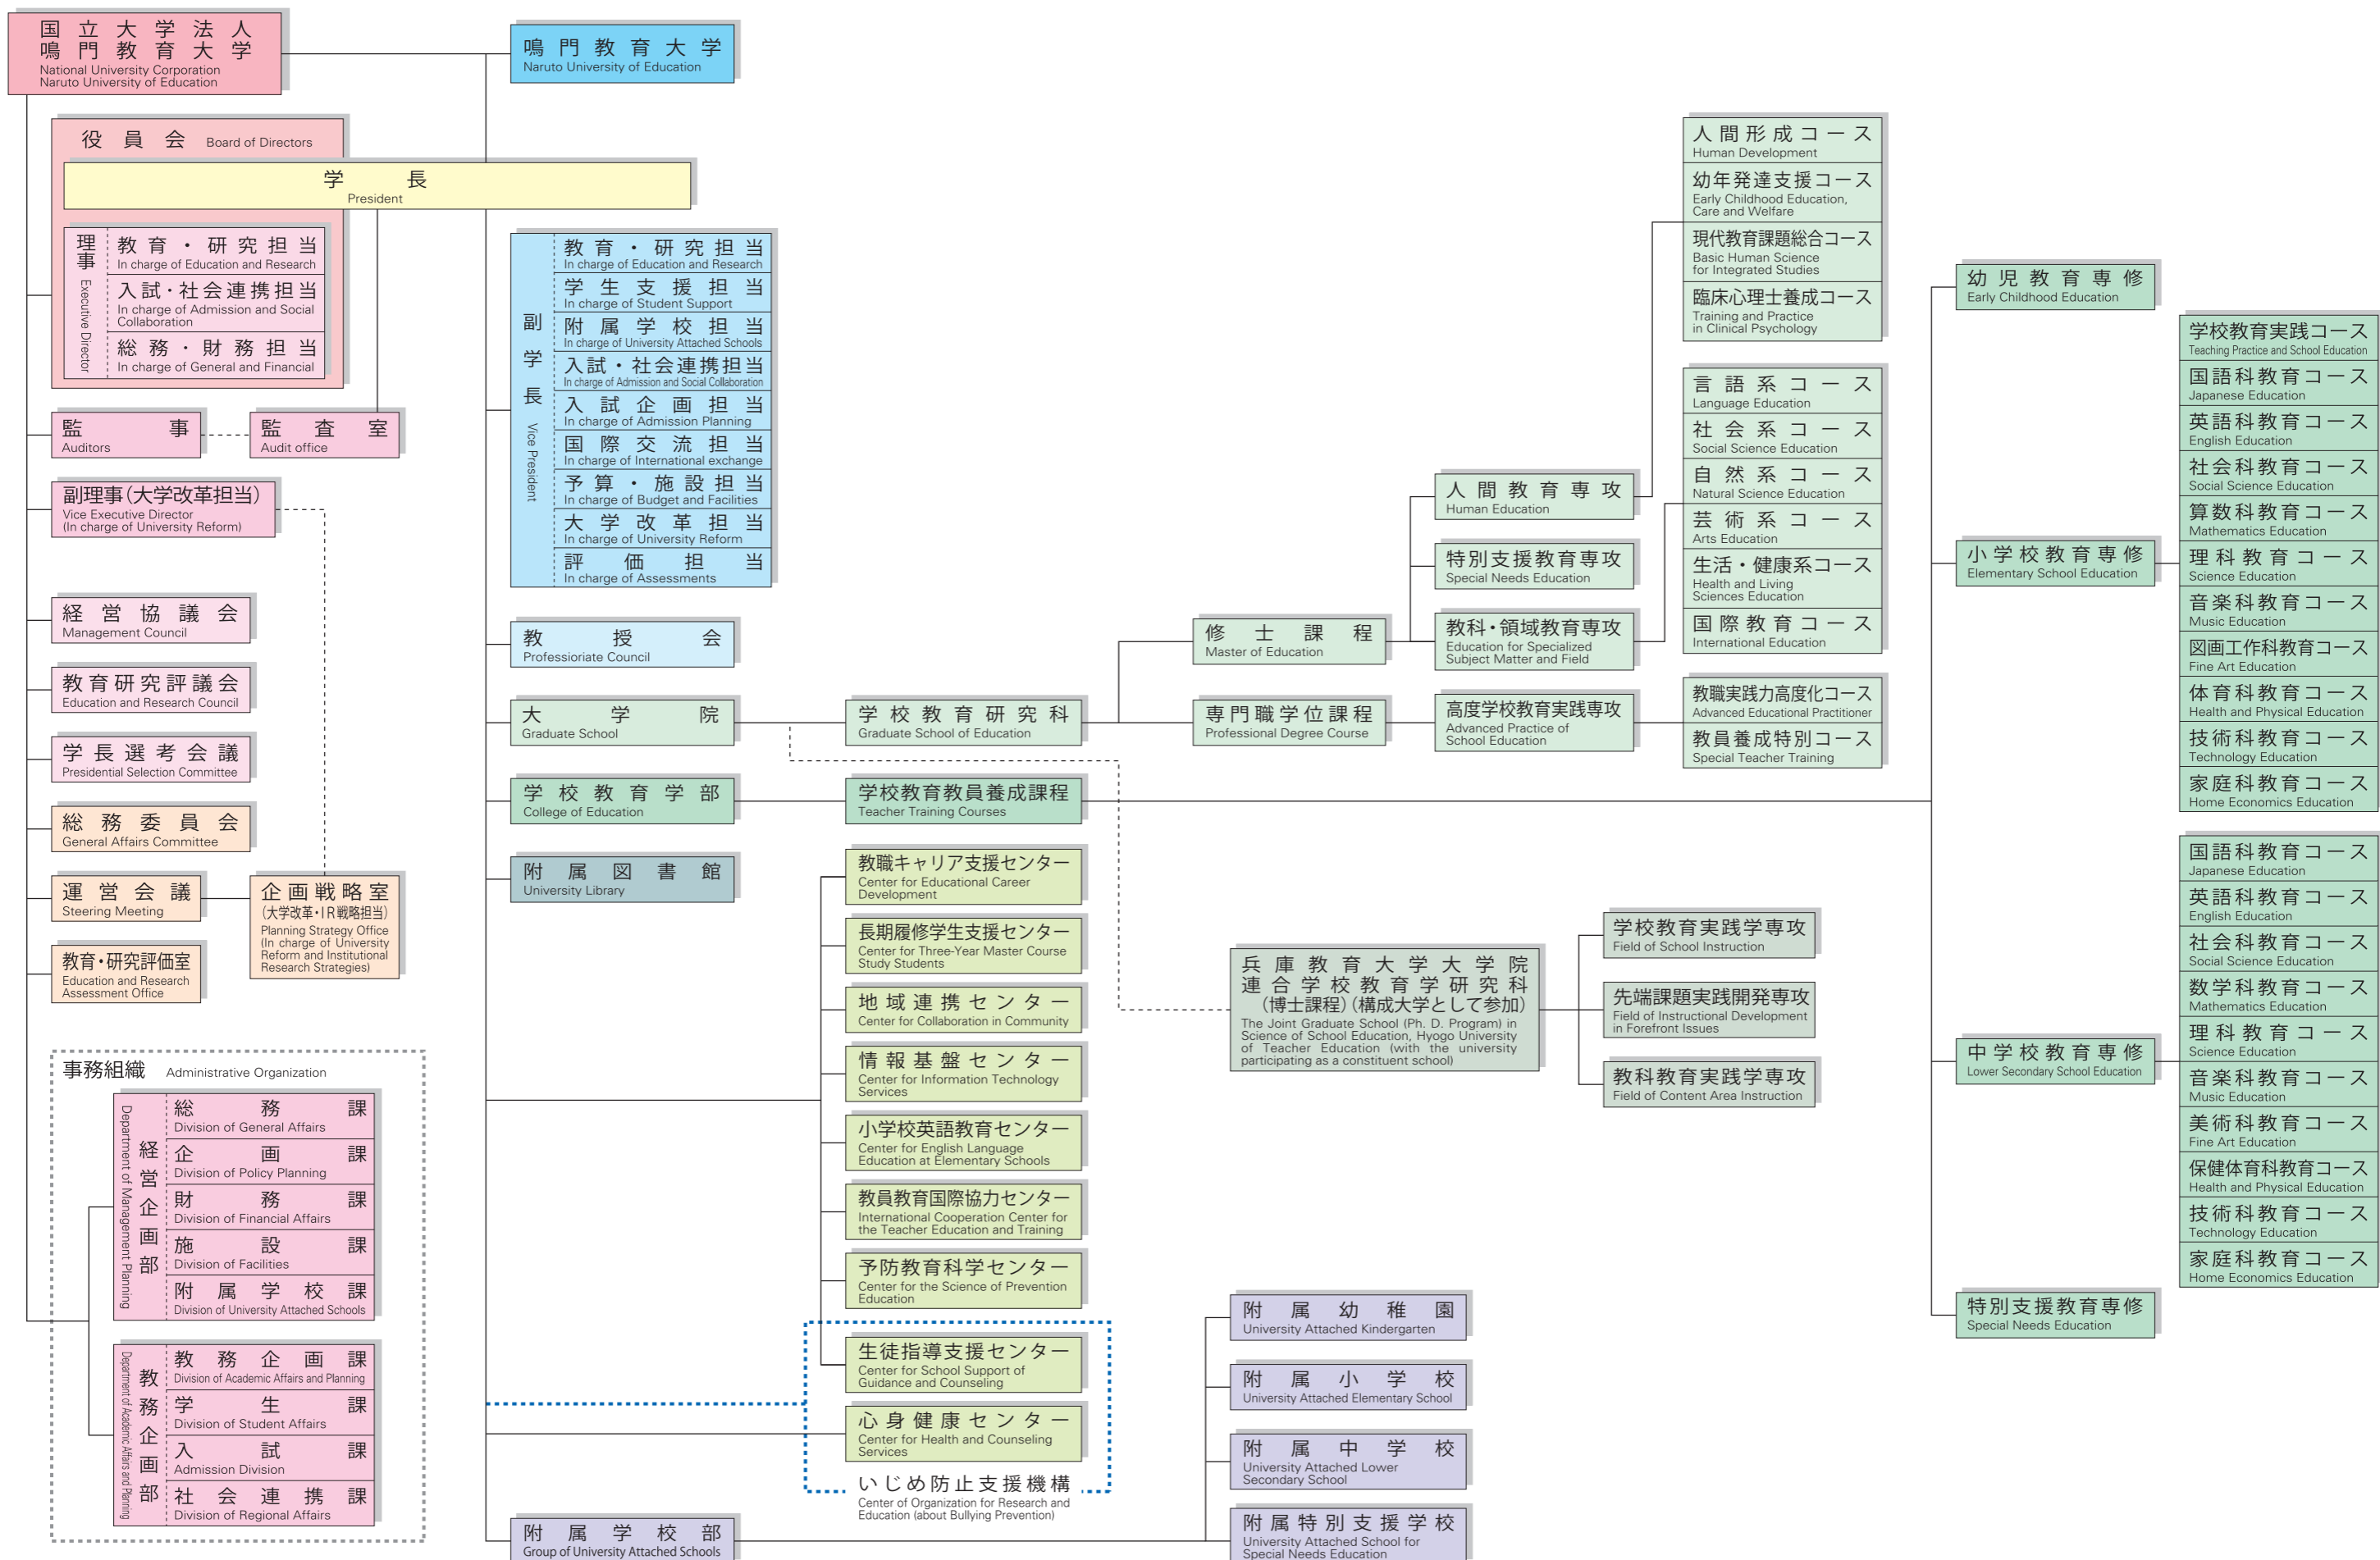 国立大学法人
鳴門教育大学
National University Corporation
Naruto University of Education
鳴門教育大学
Naruto University of Education
役員会 Board of Directors
学長
President
理事 Executive Director
教育・研究担当
In charge of Education and Research
入試・社会連携担当
In charge of Admission and Social
Collaboration
総務・財務担当
In charge of General and Financial
監事
Auditors
監査室
Audit office
副理事（大学改革担当）
Vice Executive Director
(In charge of University Reform)
経営協議会
Management Council
教育研究評議会
Education and Research Council
学長選考会議
Presidential Selection Committee
総務委員会
General Affairs Committee
運営会議
Steering Meeting
企画戦略室
（大学改革・IR戦略担当）
Planning Strategy Office
(In charge of University
Reform and Institutional
Research Strategies)
教育・研究評価室
Education and Research
Assessment Office
事務組織 Administrative Organization
経営企画部
Department of Management Planning
総務課
Division of General Affairs
企画課
Division of Policy Planning
財務課
Division of Financial Affairs
施設課
Division of Facilities
附属学校課
Division of University Attached Schools
教務企画部
Department of Academic Affairs and Planning
教務企画課
Division of Academic Affairs and Planning
学生課
Division of Student Affairs
入試課
Admission Division
社会連携課
Division of Regional Affairs
副学長 Vice President
教育・研究担当
In charge of Education and Research
学生支援担当
In charge of Student Support
附属学校担当
In charge of University Attached Schools
入試・社会連携担当
In charge of Admission and Social Collaboration
入試企画担当
In charge of Admission Planning
国際交流担当
In charge of International exchange
予算・施設担当
In charge of Budget and Facilities
大学改革担当
In charge of University Reform
評価担当
In charge of Assessments
教授会
Professioriate Council
大学院
Graduate School
学校教育研究科
Graduate School of Education
修士課程
Master of Education
人間教育専攻
Human Education
特別支援教育専攻
Special Needs Education
教科・領域教育専攻
Education for Specialized
Subject Matter and Field
専門職学位課程
Professional Degree Course
高度学校教育実践専攻
Advanced Practice of
School Education
人間形成コース
Human Development
幼年発達支援コース
Early Childhood Education,
Care and Welfare
現代教育課題総合コース
Basic Human Science
for Integrated Studies
臨床心理士養成コース
Training and Practice
in Clinical Psychology
言語系コース
Language Education
社会系コース
Social Science Education
自然系コース
Natural Science Education
芸術系コース
Arts Education
生活・健康系コース
Health and Living
Sciences Education
国際教育コース
International Education
教職実践力高度化コース
Advanced Educational Practitioner
教員養成特別コース
Special Teacher Training
学校教育学部
College of Education
学校教育教員養成課程
Teacher Training Courses
幼児教育専修
Early Childhood Education
小学校教育専修
Elementary School Education
学校教育実践コース
Teaching Practice and School Education
国語科教育コース
Japanese Education
英語科教育コース
English Education
社会科教育コース
Social Science Education
算数科教育コース
Mathematics Education
理科教育コース
Science Education
音楽科教育コース
Music Education
図画工作科教育コース
Fine Art Education
体育科教育コース
Health and Physical Education
技術科教育コース
Technology Education
家庭科教育コース
Home Economics Education
中学校教育専修
Lower Secondary School Education
国語科教育コース
Japanese Education
英語科教育コース
English Education
社会科教育コース
Social Science Education
数学科教育コース
Mathematics Education
理科教育コース
Science Education
音楽科教育コース
Music Education
美術科教育コース
Fine Art Education
保健体育科教育コース
Health and Physical Education
技術科教育コース
Technology Education
家庭科教育コース
Home Economics Education
特別支援教育専修
Special Needs Education
附属図書館
University Library
教職キャリア支援センター
Center for Educational Career
Development
長期履修学生支援センター
Center for Three-Year Master Course
Study Students
地域連携センター
Center for Collaboration in Community
情報基盤センター
Center for Information Technology
Services
小学校英語教育センター
Center for English Language
Education at Elementary Schools
教員教育国際協力センター
International Cooperation Center for
the Teacher Education and Training
予防教育科学センター
Center for the Science of Prevention
Education
生徒指導支援センター
Center for School Support of
Guidance and Counseling
心身健康センター
Center for Health and Counseling
Services
いじめ防止支援機構
Center of Organization for Research and
Education (about Bullying Prevention)
兵庫教育大学大学院
連合学校教育学研究科
（博士課程）（構成大学として参加）
The Joint Graduate School (Ph. D. Program) in
Science of School Education, Hyogo University
of Teacher Education (with the university
participating as a constituent school)
学校教育実践学専攻
Field of School Instruction
先端課題実践開発専攻
Field of Instructional Development
in Forefront Issues
教科教育実践学専攻
Field of Content Area Instruction
附属学校部
Group of University Attached Schools
附属幼稚園
University Attached Kindergarten
附属小学校
University Attached Elementary School
附属中学校
University Attached Lower
Secondary School
附属特別支援学校
University Attached School for
Special Needs Education